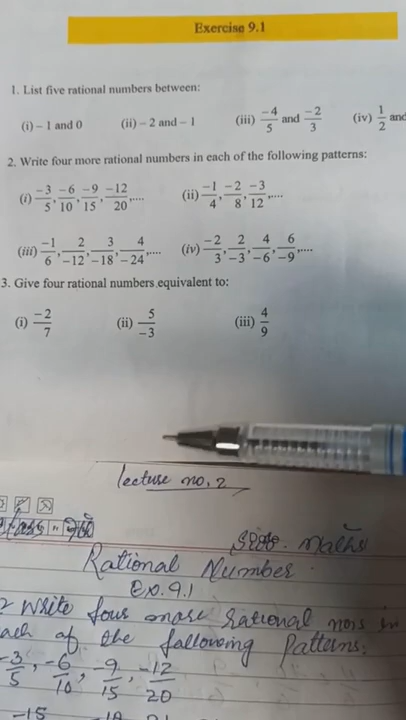 Exercise 9.1
1. List five rational numbers between:
(i) – 1 and 0 (ii) – 2 and – 1 (iii) -4/5 and -2/3 (iv) 1/2 and
2. Write four more rational numbers in each of the following patterns:
(i) -3/5, -6/10, -9/15, -12/20,.... (ii) -1/4, -2/8, -3/12,....
(iii) -1/6, 2/-12, 3/-18, 4/-24,.... (iv) -2/3, 2/-3, 4/-6, 6/-9,....
3. Give four rational numbers equivalent to:
(i) -2/7 (ii) 5/-3 (iii) 4/9
lecture no. 2
Maths
Rational Number
Ex. 9.1
Write four more rational nors in
of the following Patterns.
-3/5, -6/10, -9/15, -12/20
-15